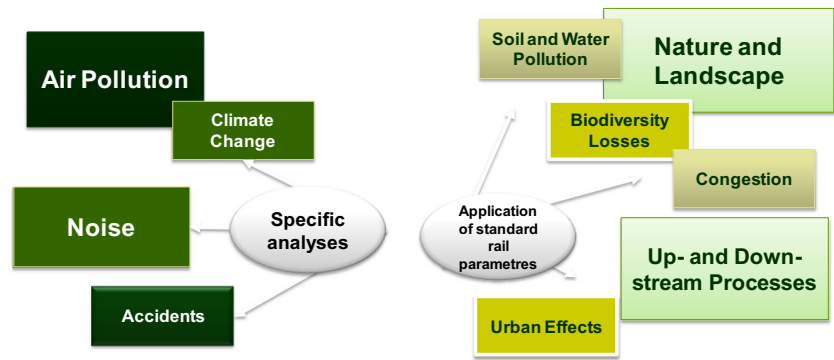 Air Pollution
Climate
Change
Noise
Specific
analyses
Accidents
Soil and Water
Pollution
Nature and
Landscape
Biodiversity
Losses
Congestion
Application
of standard
rail
parametres
Up- and Down-
stream Processes
Urban Effects